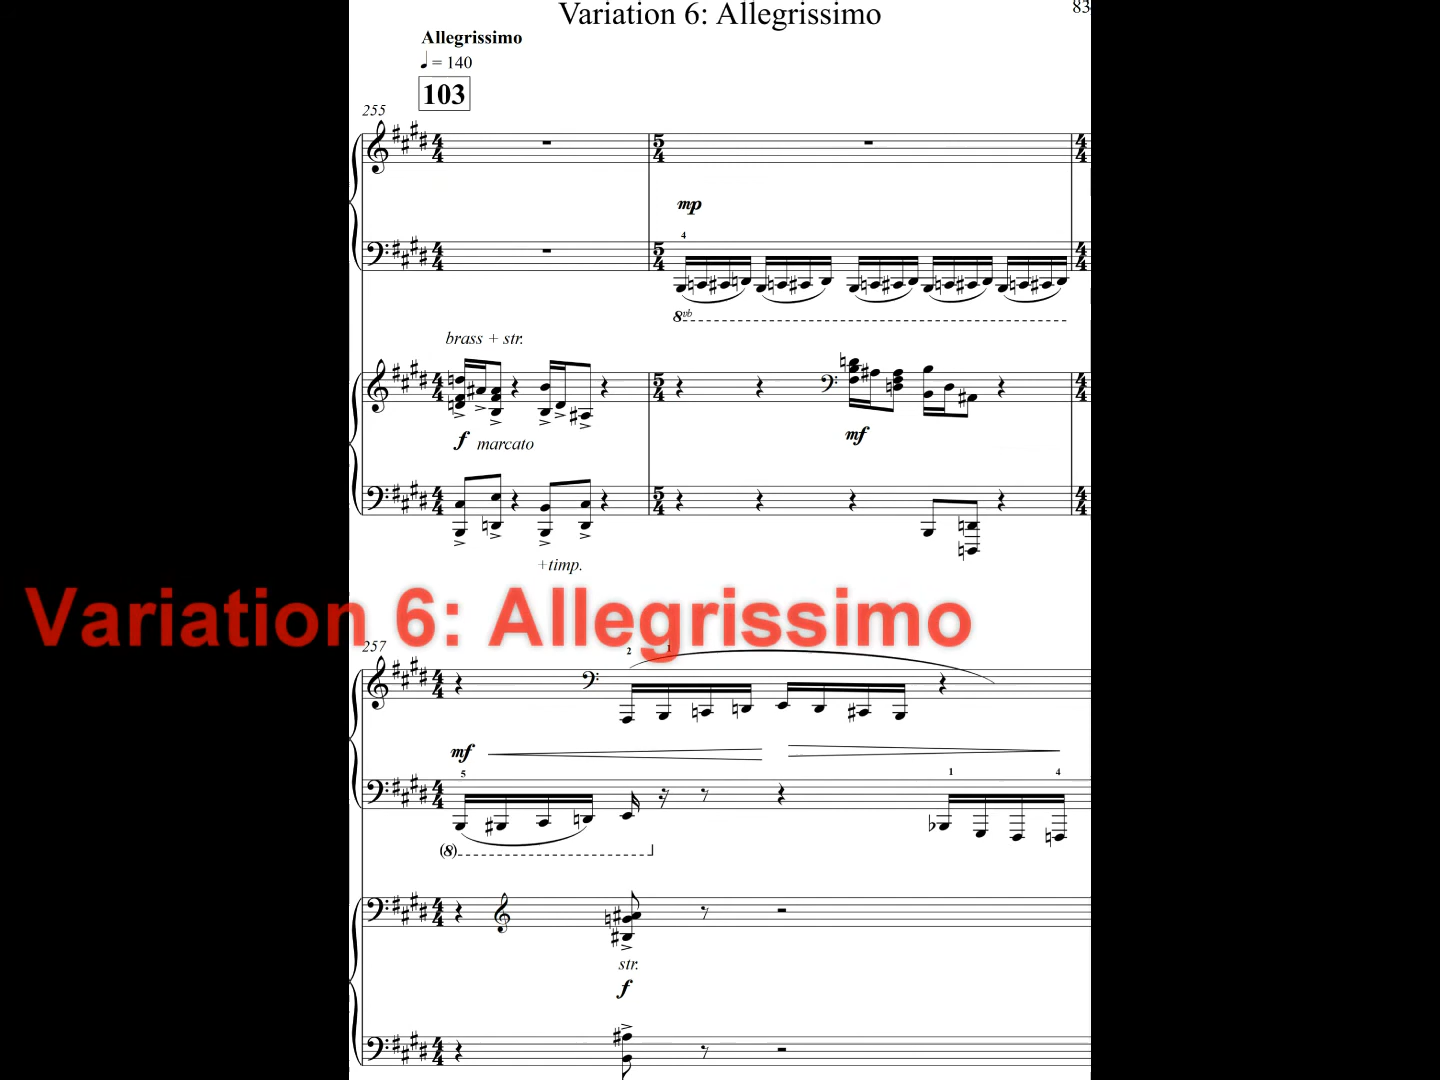 Variation 6: Allegrissimo
83
Allegrissimo
♩ = 140
103
255
mp
4
8vb
brass + str.
f marcato
mf
+timp.
Variation 6: Allegrissimo
257
2 1
mf
5
1 4
(8)
str.
f